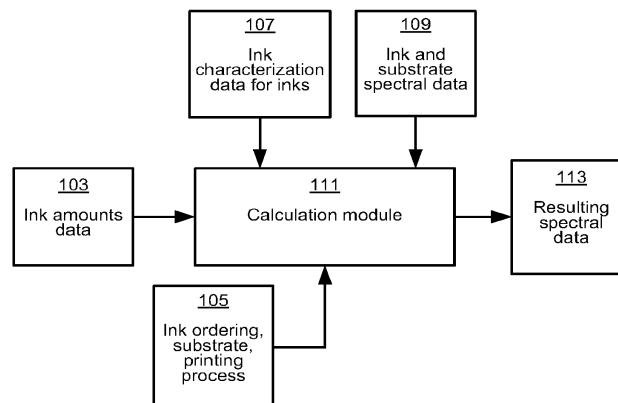 107
Ink
characterization
data for inks
109
Ink and
substrate
spectral data
103
Ink amounts
data
111
Calculation module
113
Resulting
spectral
data
105
Ink ordering,
substrate,
printing
process